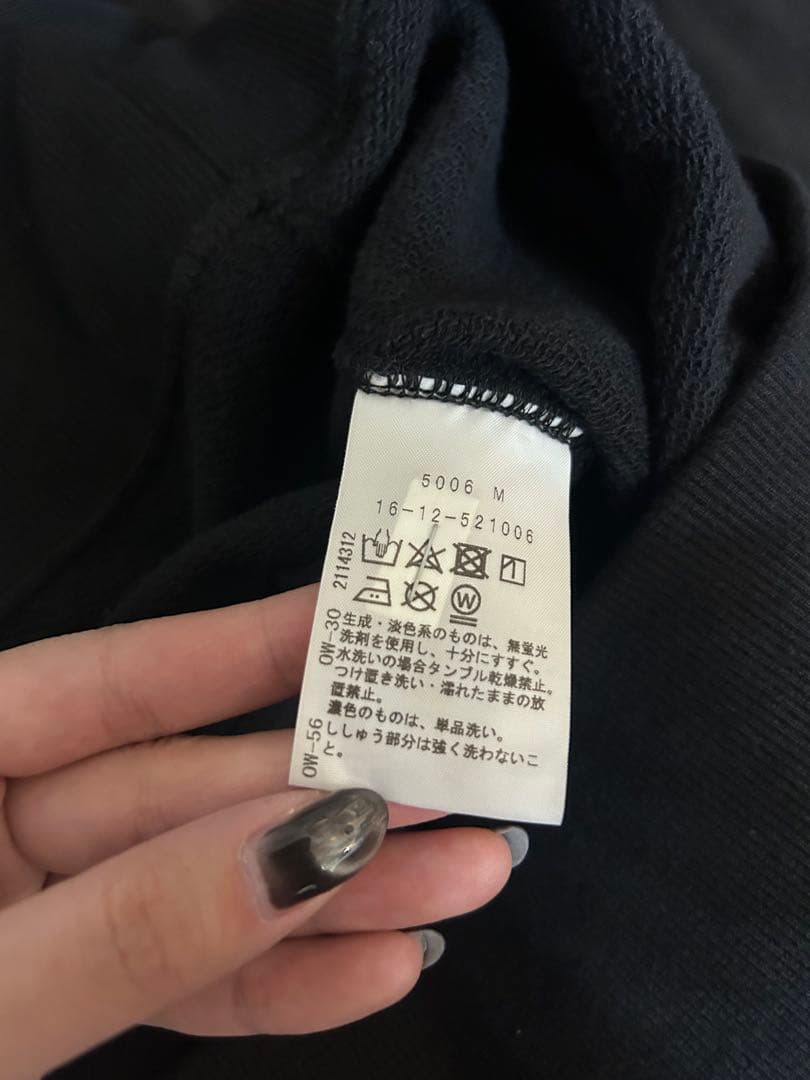 5006 M
16-12-521006
2114312
W
OW-30
OW-56
生成・淡色系のものは、無蛍光
洗剤を使用し、十分にすすぐ。
水洗いの場合タンブル乾燥禁止。
つけ置き洗い・濡れたままの放
置禁止。
濃色のものは、単品洗い。
ししゅう部分は強く洗わないこ
と。